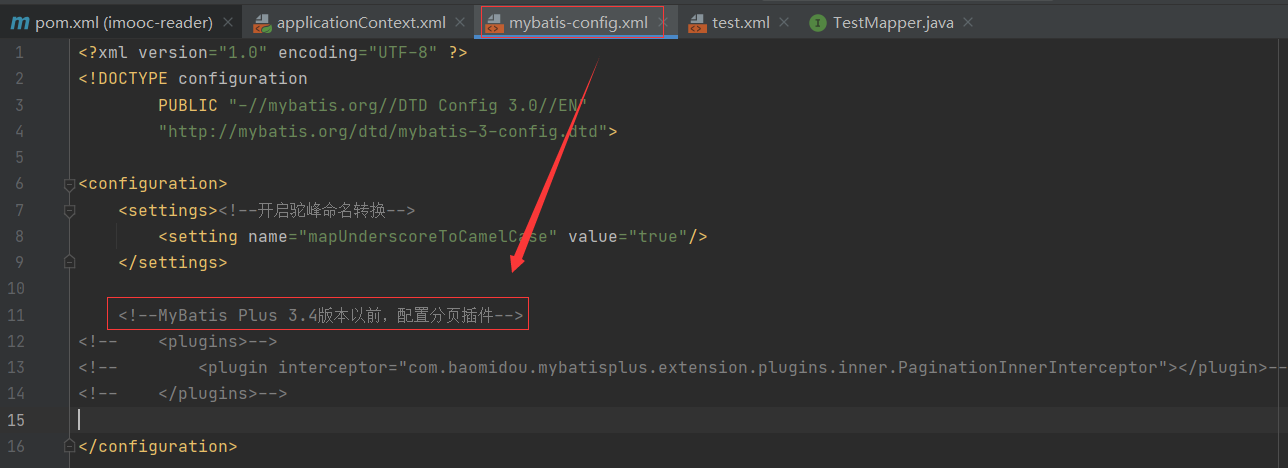 pom.xml (imooc-reader) applicationContext.xml mybatis-config.xml test.xml TestMapper.java
1 <?xml version="1.0" encoding="UTF-8" ?>
2 <!DOCTYPE configuration
3 PUBLIC "-//mybatis.org//DTD Config 3.0//EN"
4 "http://mybatis.org/dtd/mybatis-3-config.dtd">
5
6 <configuration>
7 <settings><!--开启驼峰命名转换-->
8 <setting name="mapUnderscoreToCamelCase" value="true"/>
9 </settings>
10
11 <!--MyBatis Plus 3.4版本以前，配置分页插件-->
12 <!-- <plugins>-->
13 <!-- <plugin interceptor="com.baomidou.mybatisplus.extension.plugins.inner.PaginationInnerInterceptor"></plugin>--
14 <!-- </plugins>-->
15
16 </configuration>